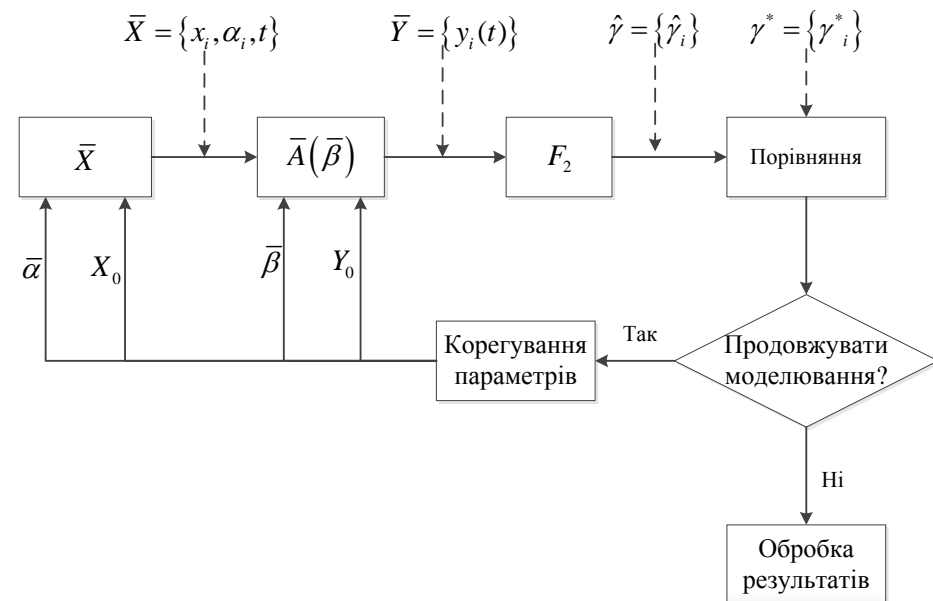 X̅ = {xᵢ, αᵢ, t}
Y̅ = {yᵢ(t)}
γ̂ = {γ̂ᵢ}
γ* = {γ*ᵢ}
X̅
A̅(β̅)
F₂
Порівняння
α̅
X₀
β̅
Y₀
Корегування
параметрів
Так
Продовжувати
моделювання?
Ні
Обробка
результатів